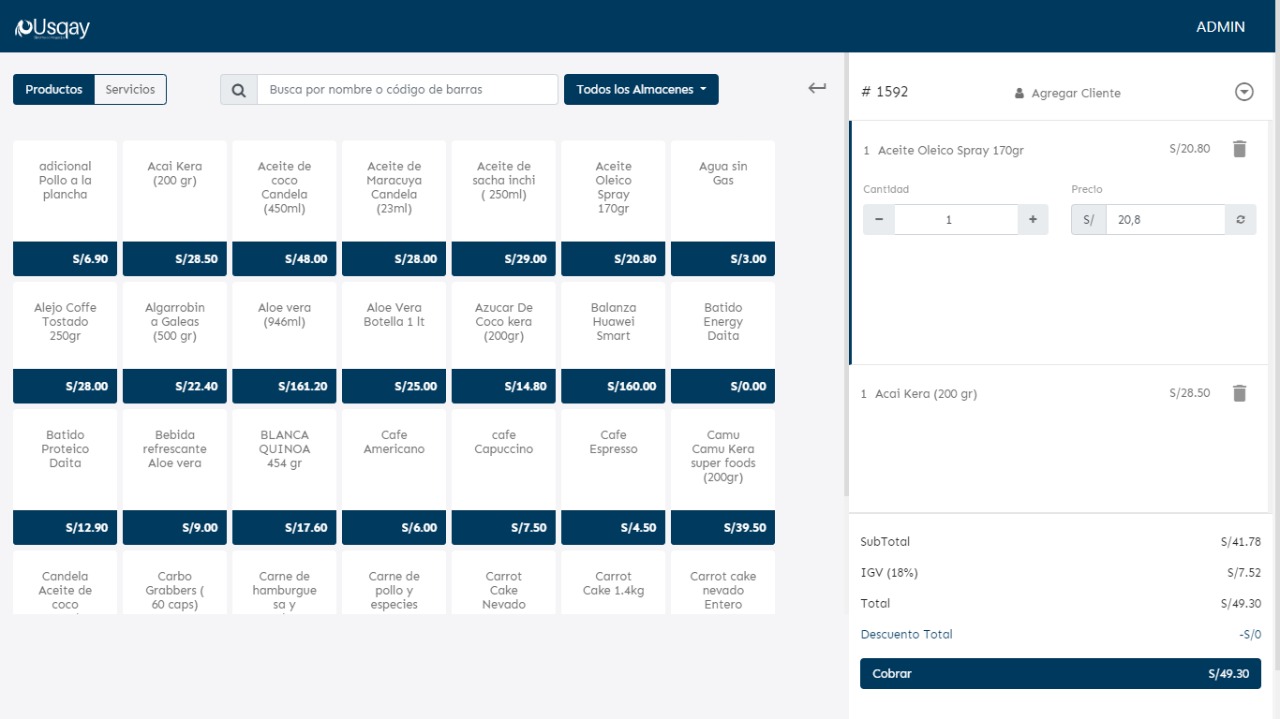 Usqay
ADMIN
Productos
Servicios
Busca por nombre o código de barras
Todos los Almacenes
adicional
Pollo a la
plancha
S/6.90
Acai Kera
(200 gr)
S/28.50
Aceite de
coco
Candela
(450ml)
S/48.00
Aceite de
Maracuya
Candela
(23ml)
S/28.00
Aceite de
sacha inchi
( 250ml)
S/29.00
Aceite
Oleico
Spray
170gr
S/20.80
Agua sin
Gas
S/3.00
Alejo Coffe
Tostado
250gr
S/28.00
Algarrobin
a Galeas
(500 gr)
S/22.40
Aloe vera
(946ml)
S/161.20
Aloe Vera
Botella 1 lt
S/25.00
Azucar De
Coco kera
(200gr)
S/14.80
Balanza
Huawei
Smart
S/160.00
Batido
Energy
Daita
S/0.00
Batido
Proteico
Daita
S/12.90
Bebida
refrescante
Aloe vera
S/9.00
BLANCA
QUINOA
454 gr
S/17.60
Cafe
Americano
S/6.00
cafe
Capuccino
S/7.50
Cafe
Espresso
S/4.50
Camu
Camu Kera
super foods
(200gr)
S/39.50
Candela
Aceite de
coco
Carbo
Grabbers (
60 caps)
Carne de
hamburgue
sa y
Carne de
pollo y
especies
Carrot
Cake
Nevado
Carrot
Cake 1.4kg
Carrot cake
nevado
Entero
# 1592
Agregar Cliente
1 Aceite Oleico Spray 170gr S/20.80
Cantidad
Precio
− 1 +
S/ 20,8
1 Acai Kera (200 gr) S/28.50
SubTotal S/41.78
IGV (18%) S/7.52
Total S/49.30
Descuento Total -S/0
Cobrar S/49.30